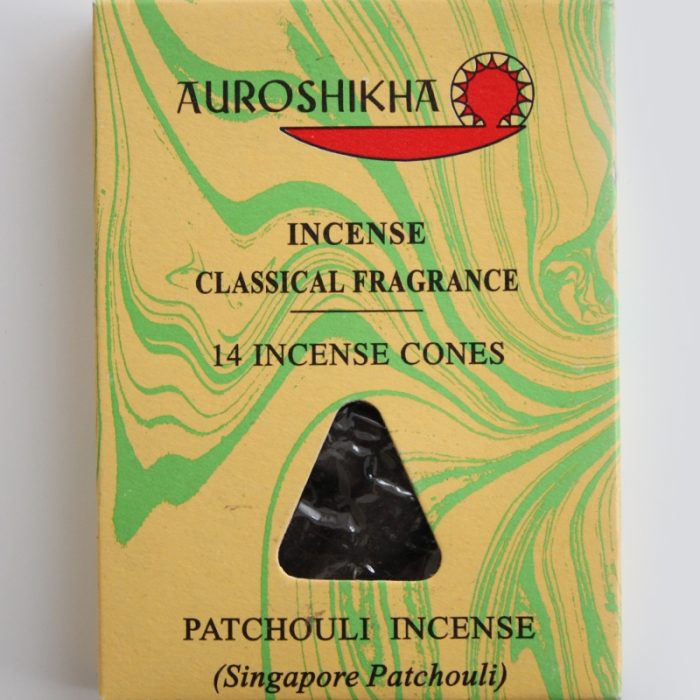 AUROSHIKHA
INCENSE
CLASSICAL FRAGRANCE
14 INCENSE CONES
PATCHOULI INCENSE
(Singapore Patchouli)